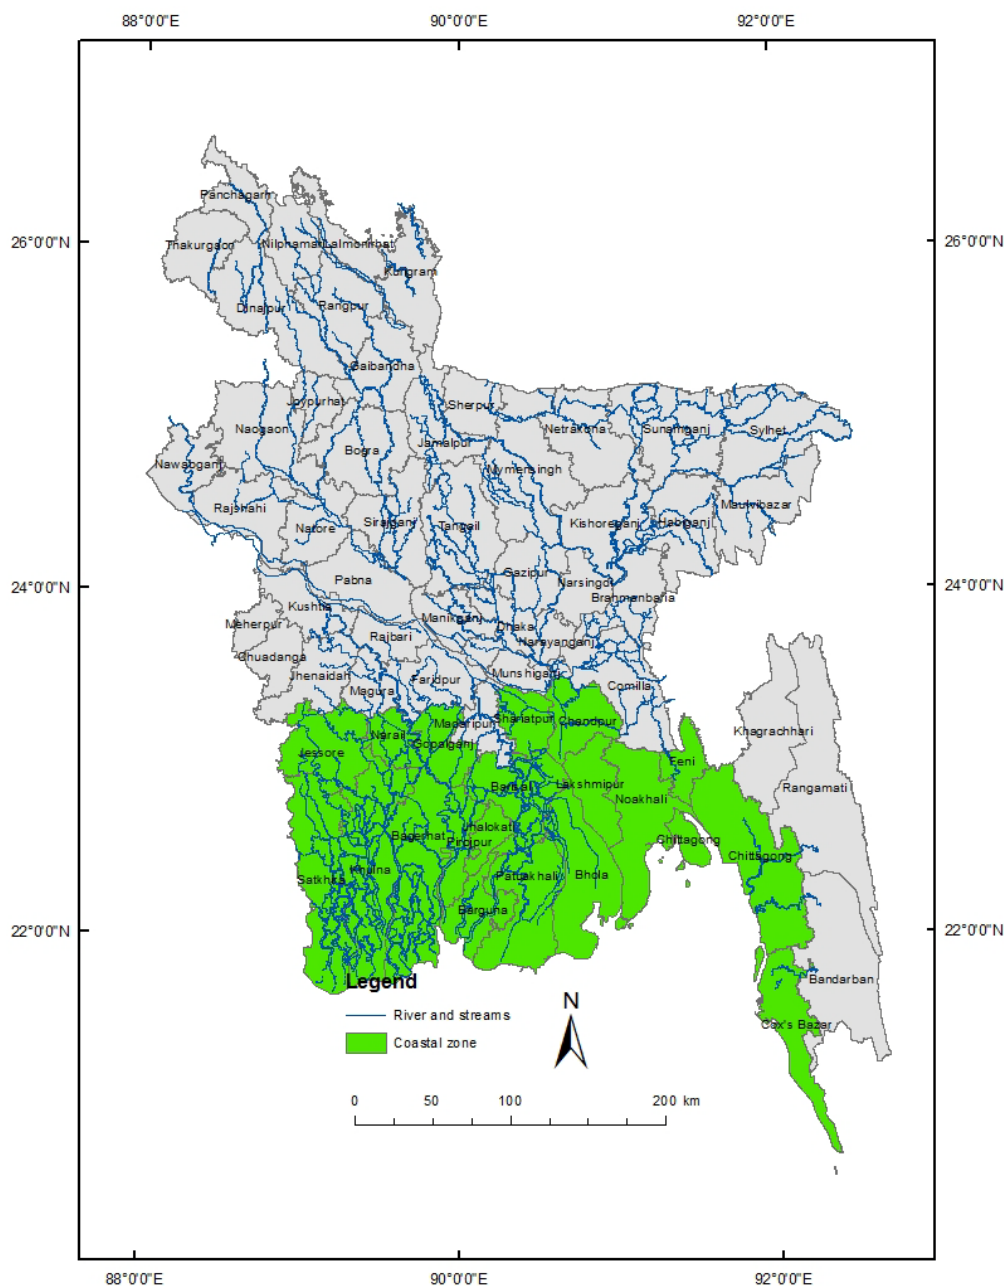 88°0'0"E 90°0'0"E 92°0'0"E
Panchagarh
26°0'0"N Thakurgaon Nilphamari Lalmonirhat 26°0'0"N
Kurigram
Dinajpur Rangpur
Gaibandha
Joypurhat Sherpur
Naogaon Netrakona Sunamganj Sylhet
Bogra Jamalpur
Nawabganj Mymensingh
Rajshahi Maulvibazar
Natore Sirajganj Tangail Kishoreganj Habiganj
24°0'0"N Pabna Gazipur Narsingdi 24°0'0"N
Kushtia Brahmanbaria
Meherpur Manikganj Dhaka
Rajbari Narayanganj
Chuadanga
Jhenaidah Faridpur Munshiganj
Magura Comilla
Madaripur Shariatpur Chandpur
Narail Khagrachhari
Jessore Gopalganj Feni
Barisal Lakshmipur Rangamati
Noakhali
Jhalokati
Bagerhat Pirojpur Chittagong
Chittagong
Satkhira Khulna Patuakhali Bhola
Barguna
22°0'0"N 22°0'0"N
Bandarban
Legend
N
River and streams Cox's Bazar
Coastal zone
0 50 100 200 km
88°0'0"E 90°0'0"E 92°0'0"E